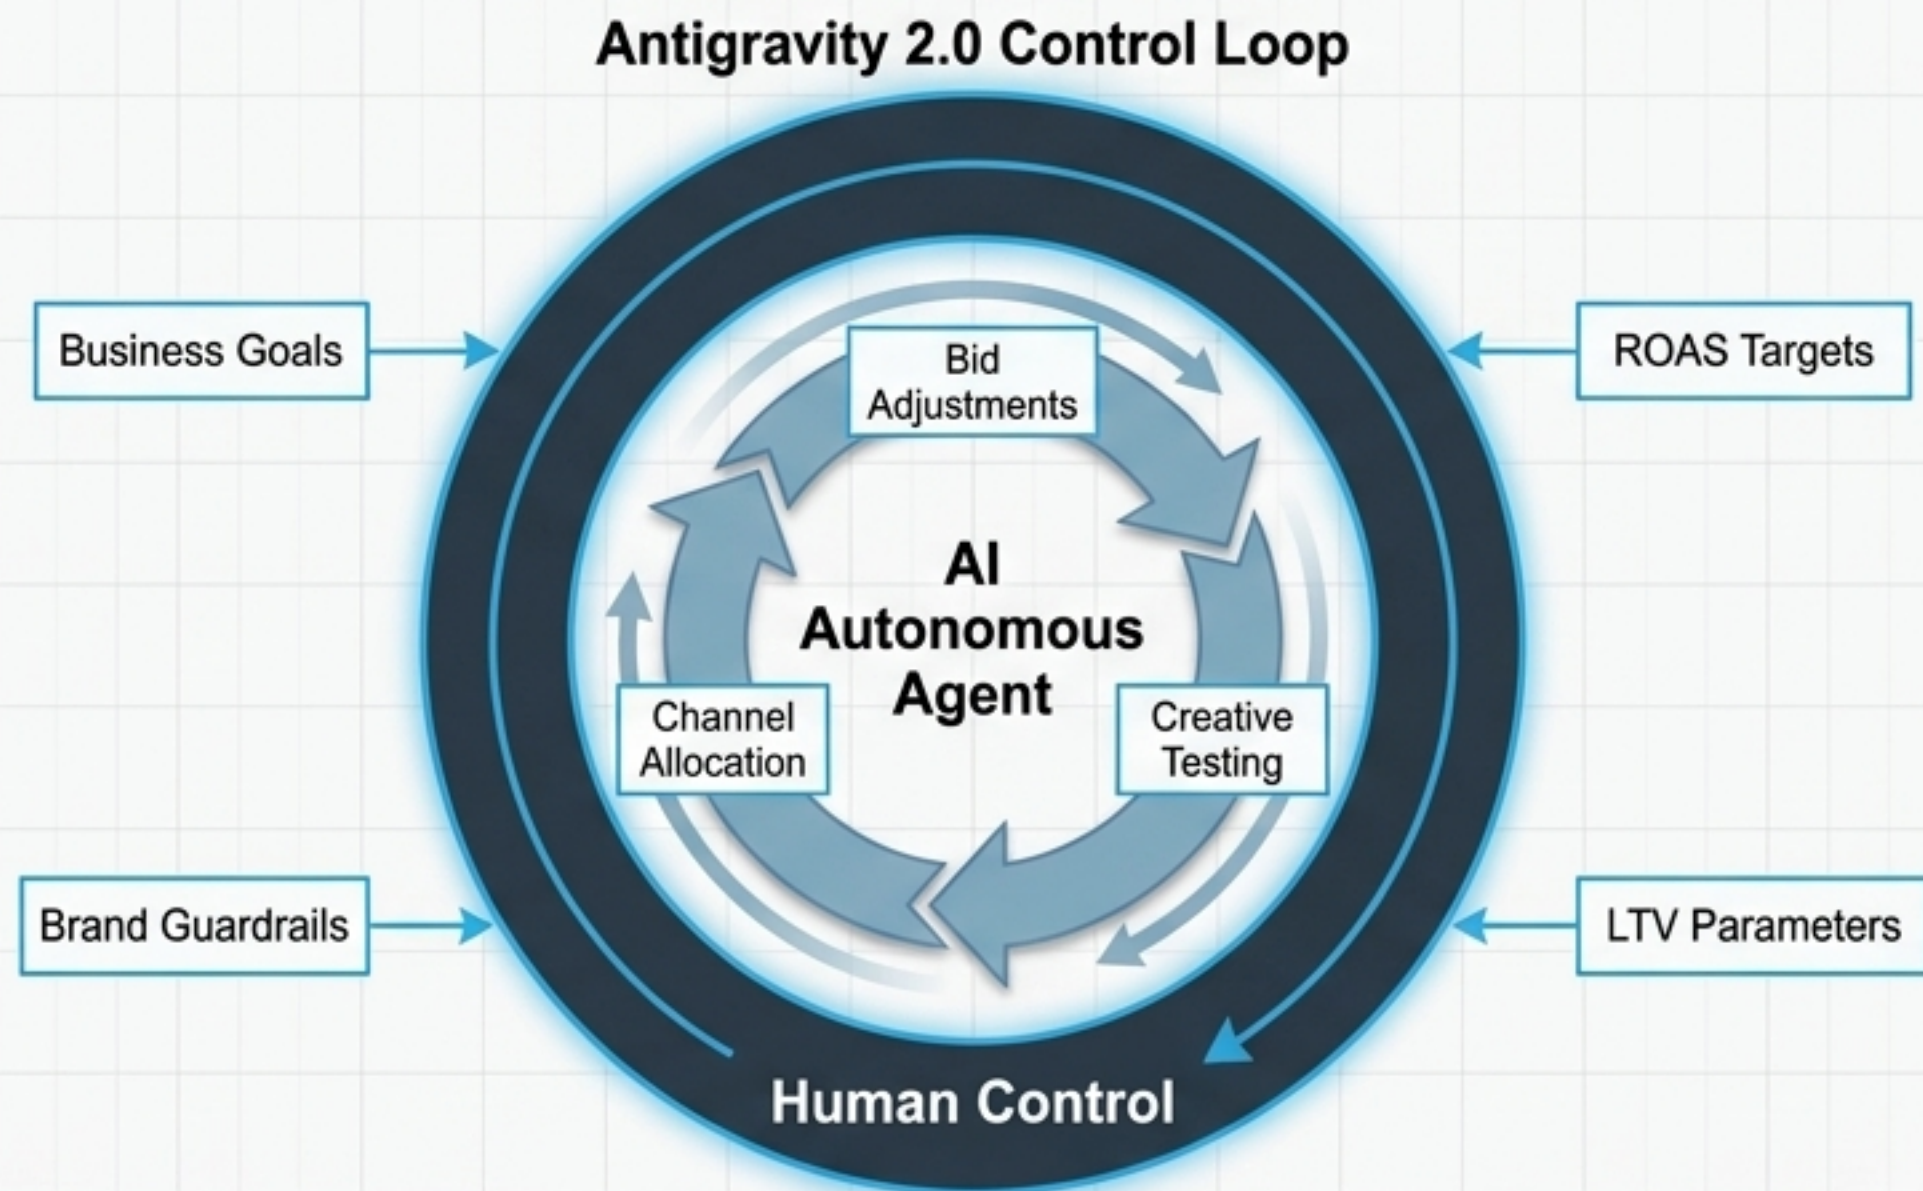 Antigravity 2.0 Control Loop
Business Goals
ROAS Targets
Bid
Adjustments
AI
Autonomous
Agent
Channel
Allocation
Creative
Testing
Brand Guardrails
LTV Parameters
Human Control